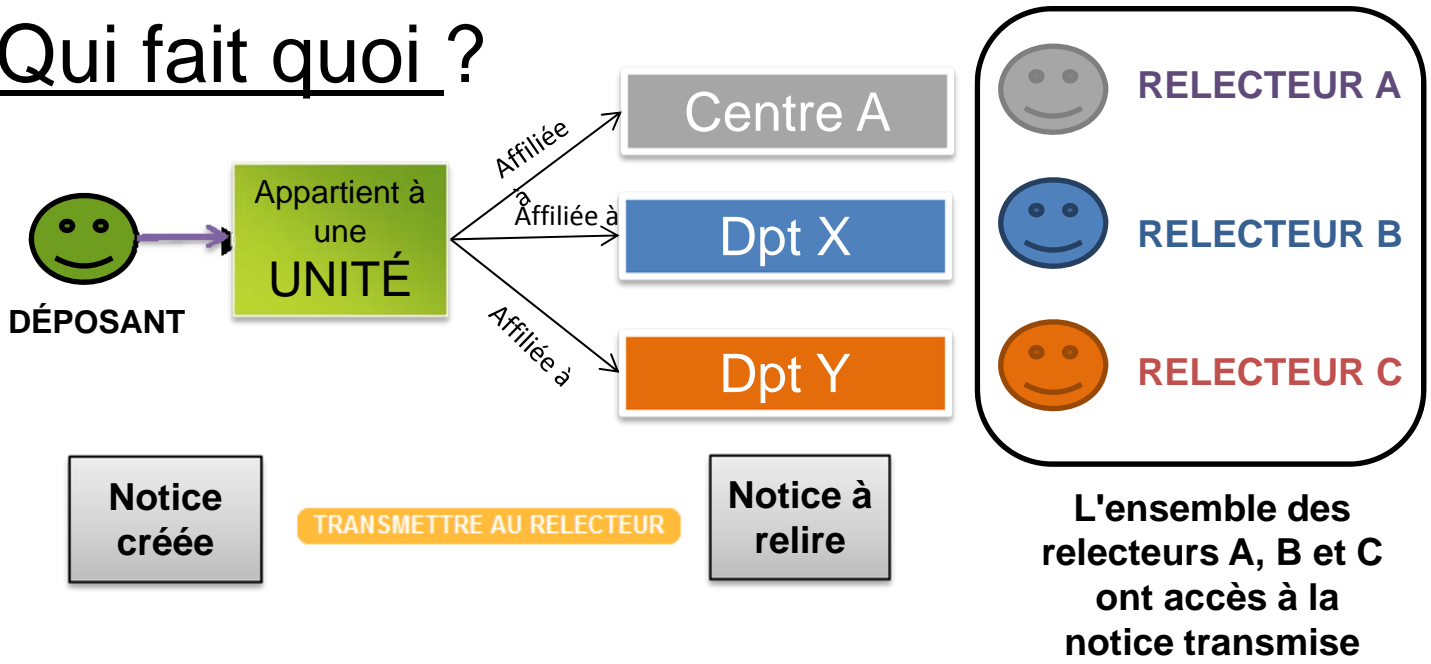 Qui fait quoi ?
DÉPOSANT
Appartient à
une
UNITÉ
Affiliée
à
Affiliée à
Affiliée à
Centre A
Dpt X
Dpt Y
RELECTEUR A
RELECTEUR B
RELECTEUR C
Notice
créée
TRANSMETTRE AU RELECTEUR
Notice à
relire
L'ensemble des
relecteurs A, B et C
ont accès à la
notice transmise